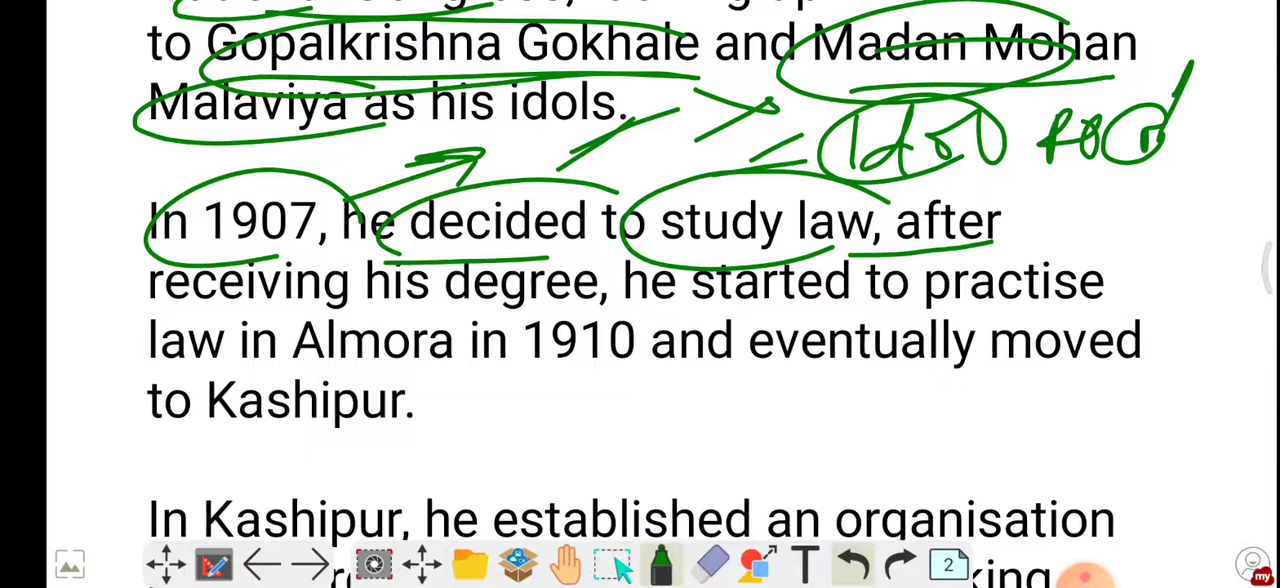 to Gopalkrishna Gokhale and Madan Mohan
Malaviya as his idols.
Idol
In 1907, he decided to study law, after
receiving his degree, he started to practise
law in Almora in 1910 and eventually moved
to Kashipur.
In Kashipur, he established an organisation
T
2
my